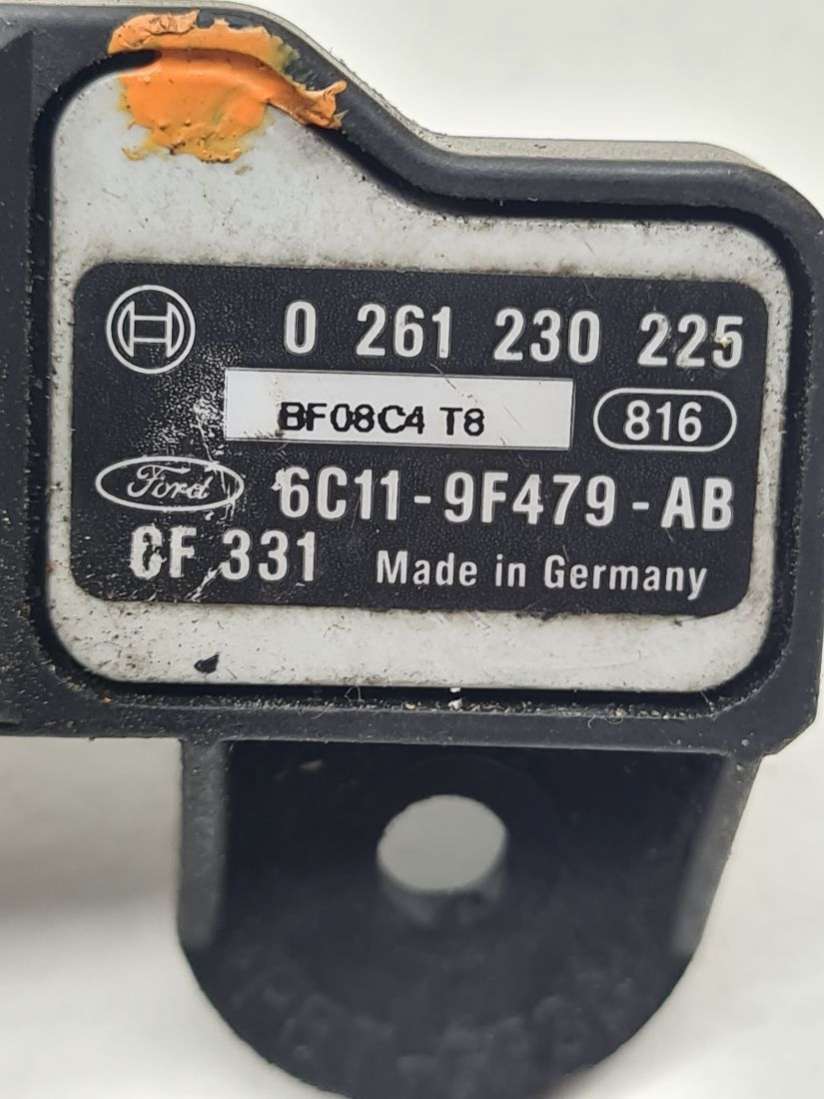 0 261 230 225
BF08C4 T8
816
Ford 6C11-9F479-AB
CF 331 Made in Germany